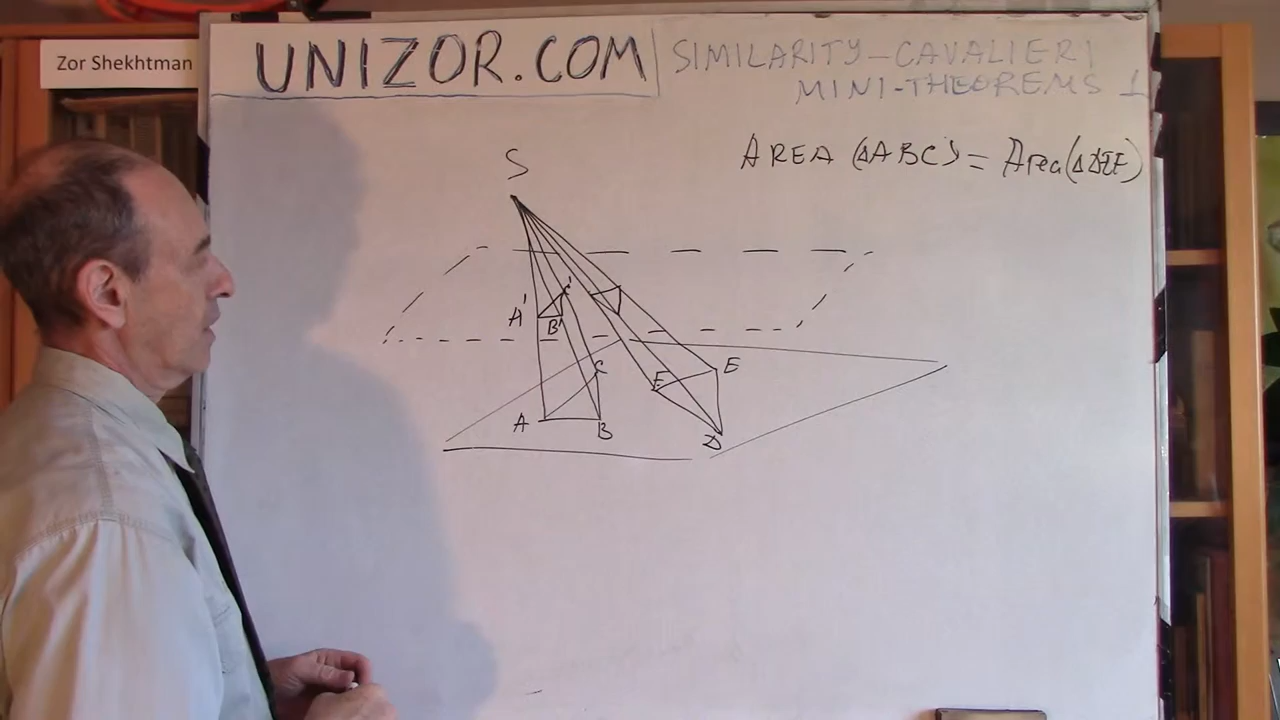 Zor Shekhtman
UNIZOR.COM
SIMILARITY-CAVALIERI
MINI-THEOREMS 1
AREA (ΔABC) = Area(ΔDEF)
S
A'
B'
C'
C
A
B
F
E
D